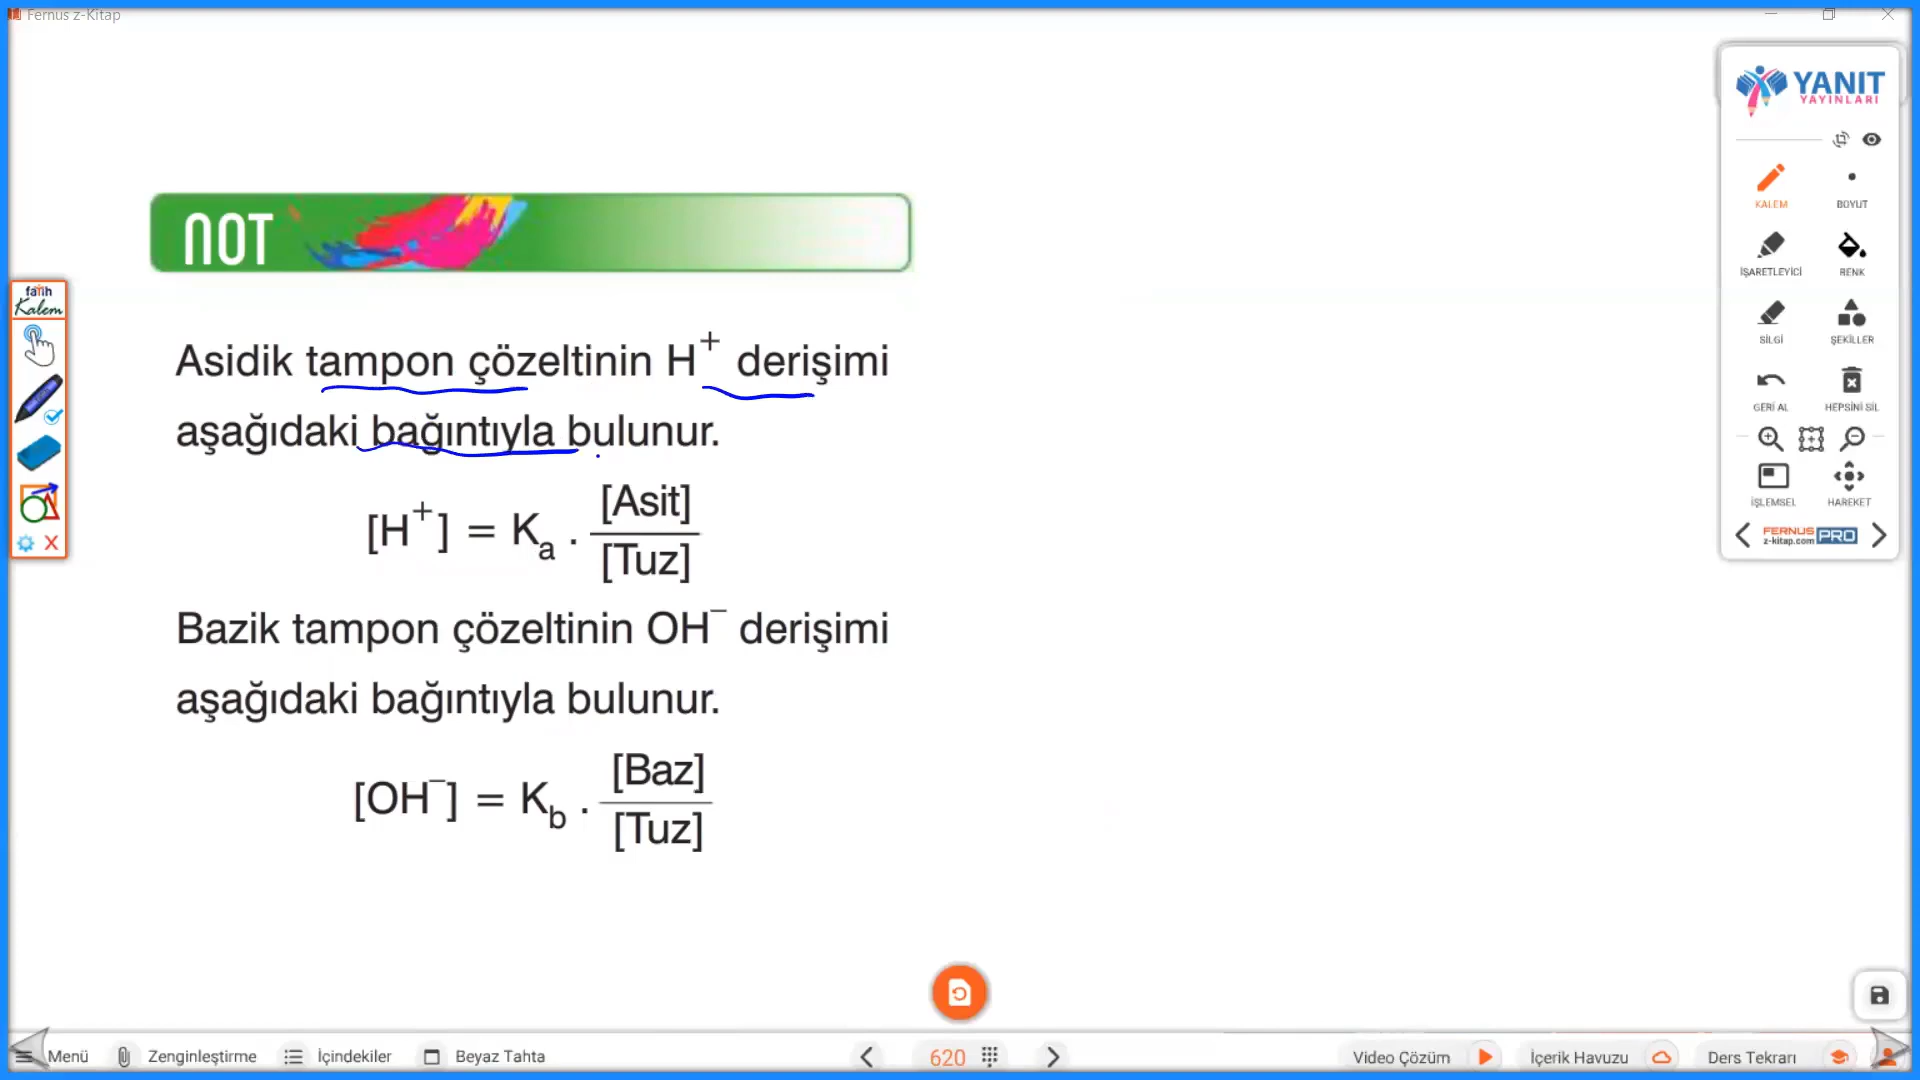 Fernus z-Kitap
YANIT
YAYINLARI
NOT
KALEM
BOYUT
İŞARETLEYİCİ
RENK
SİLGİ
ŞEKİLLER
GERİ AL
HEPSİNİ SİL
İŞLEMSEL
HAREKET
FERNUS
z-kitap.com
PRO
fatih
Kalem
Asidik tampon çözeltinin H⁺ derişimi
aşağıdaki bağıntıyla bulunur.
[H⁺] = Kₐ . [Asit] / [Tuz]
Bazik tampon çözeltinin OH⁻ derişimi
aşağıdaki bağıntıyla bulunur.
[OH⁻] = K_b . [Baz] / [Tuz]
Menü
Zenginleştirme
İçindekiler
Beyaz Tahta
620
Video Çözüm
İçerik Havuzu
Ders Tekrarı